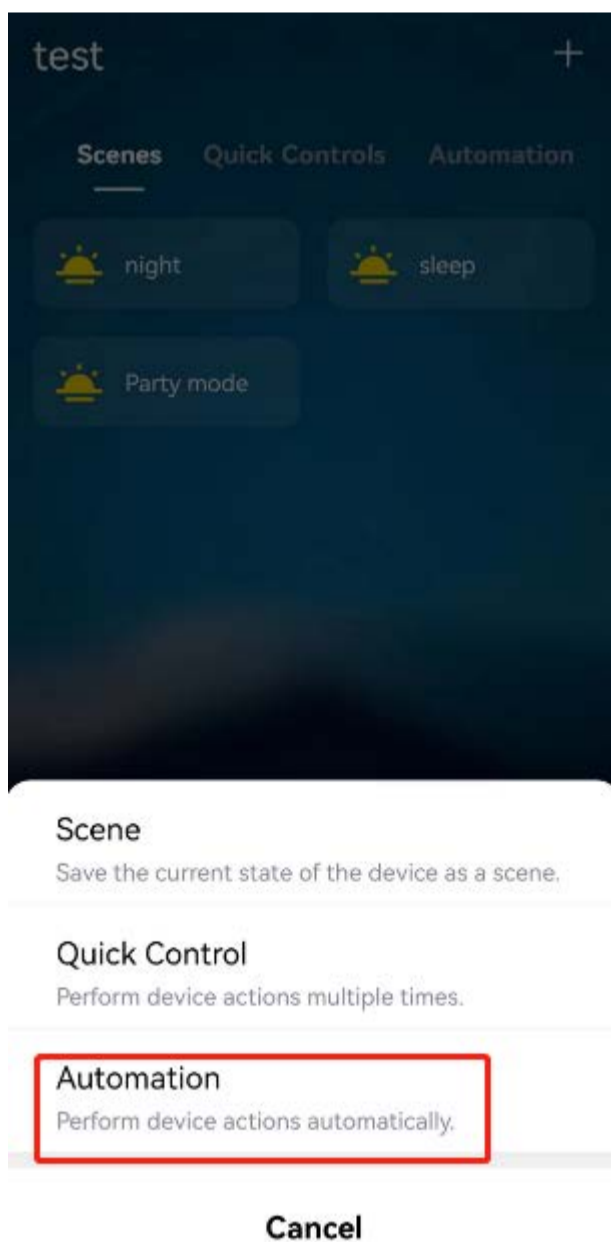 test
Scenes Quick Controls Automation
night sleep
Party mode
Scene
Save the current state of the device as a scene.
Quick Control
Perform device actions multiple times.
Automation
Perform device actions automatically.
Cancel